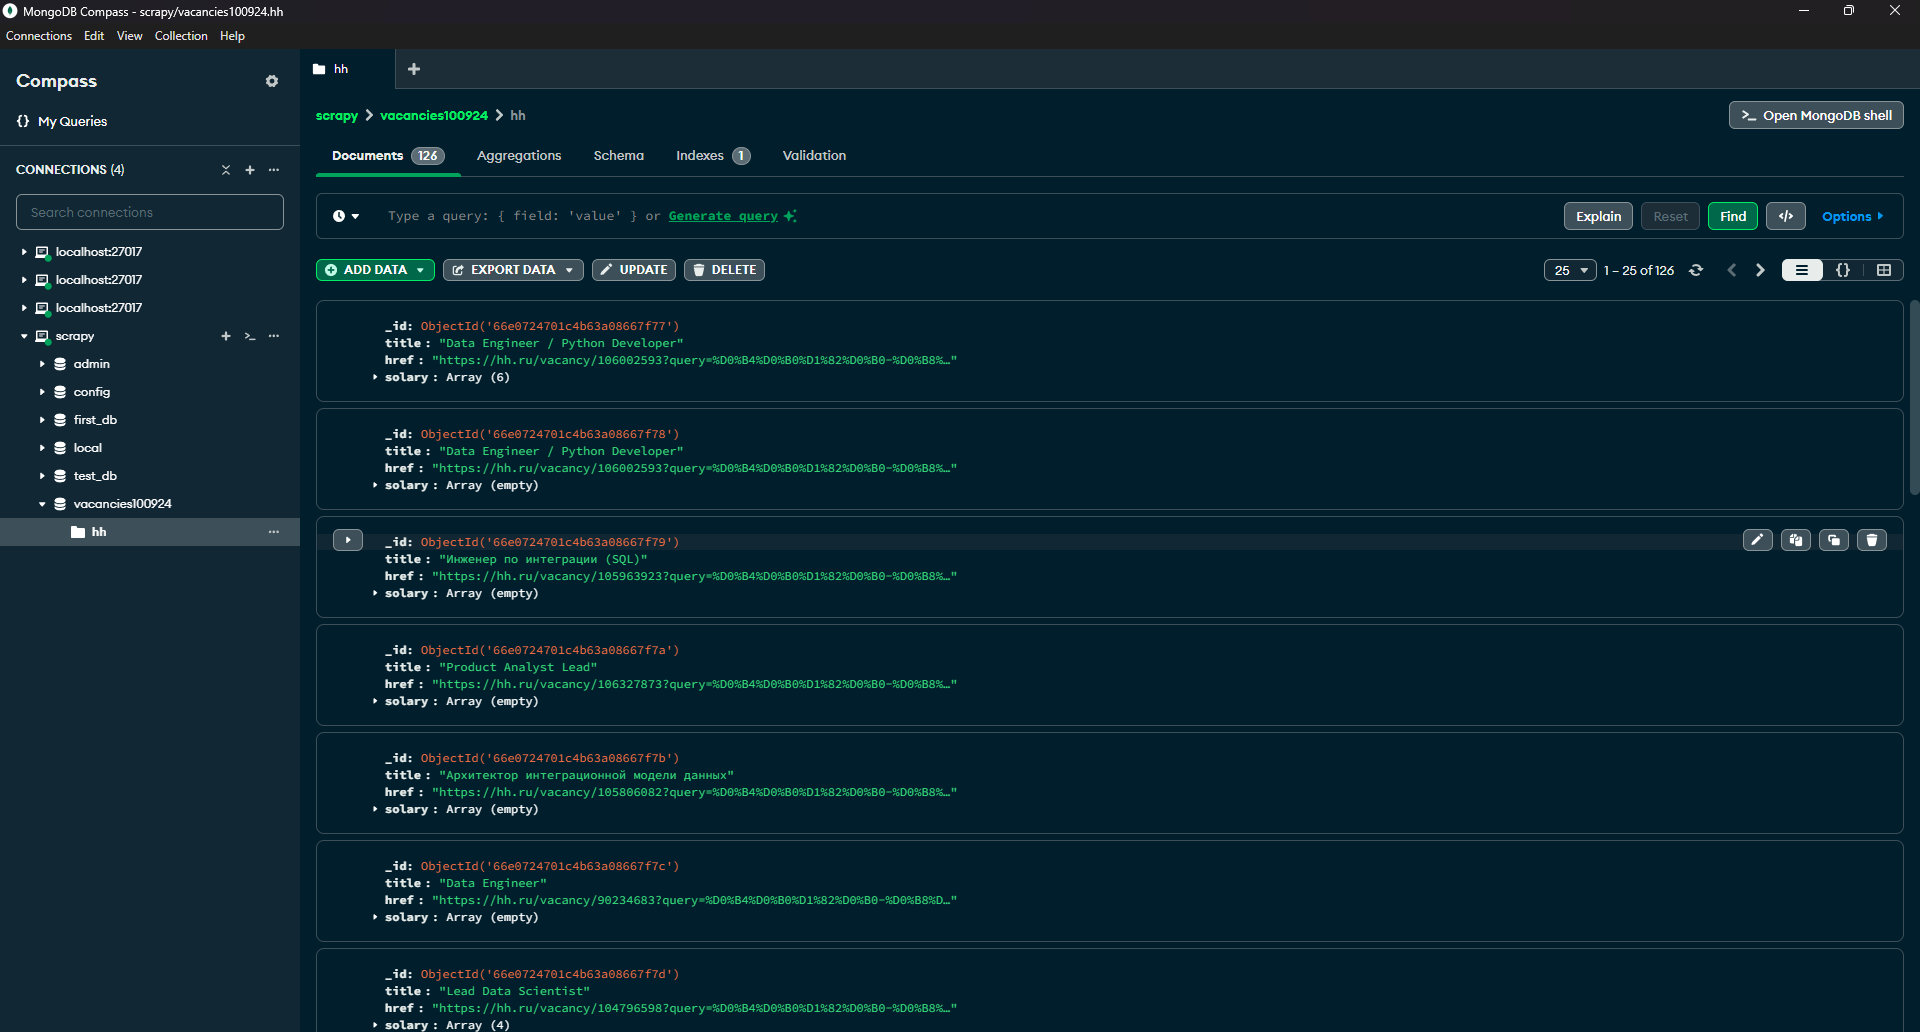 MongoDB Compass - scrapy/vacancies100924.hh
Connections Edit View Collection Help
Compass
{} My Queries
CONNECTIONS (4)
Search connections
localhost:27017
localhost:27017
localhost:27017
scrapy
admin
config
first_db
local
test_db
vacancies100924
hh
hh
scrapy > vacancies100924 > hh
>_ Open MongoDB shell
Documents 126 Aggregations Schema Indexes 1 Validation
Type a query: { field: 'value' } or Generate query
Explain Reset Find </> Options
ADD DATA EXPORT DATA UPDATE DELETE
25 1 – 25 of 126 {}
_id: ObjectId('66e0724701c4b63a08667f77')
title : "Data Engineer / Python Developer"
href : "https://hh.ru/vacancy/106002593?query=%D0%B4%D0%B0%D1%82%D0%B0-%D0%B8%…"
solary : Array (6)
_id: ObjectId('66e0724701c4b63a08667f78')
title : "Data Engineer / Python Developer"
href : "https://hh.ru/vacancy/106002593?query=%D0%B4%D0%B0%D1%82%D0%B0-%D0%B8%…"
solary : Array (empty)
_id: ObjectId('66e0724701c4b63a08667f79')
title : "Инженер по интеграции (SQL)"
href : "https://hh.ru/vacancy/105963923?query=%D0%B4%D0%B0%D1%82%D0%B0-%D0%B8%…"
solary : Array (empty)
_id: ObjectId('66e0724701c4b63a08667f7a')
title : "Product Analyst Lead"
href : "https://hh.ru/vacancy/106327873?query=%D0%B4%D0%B0%D1%82%D0%B0-%D0%B8%…"
solary : Array (empty)
_id: ObjectId('66e0724701c4b63a08667f7b')
title : "Архитектор интеграционной модели данных"
href : "https://hh.ru/vacancy/105806082?query=%D0%B4%D0%B0%D1%82%D0%B0-%D0%B8%…"
solary : Array (empty)
_id: ObjectId('66e0724701c4b63a08667f7c')
title : "Data Engineer"
href : "https://hh.ru/vacancy/90234683?query=%D0%B4%D0%B0%D1%82%D0%B0-%D0%B8%D…"
solary : Array (empty)
_id: ObjectId('66e0724701c4b63a08667f7d')
title : "Lead Data Scientist"
href : "https://hh.ru/vacancy/104796598?query=%D0%B4%D0%B0%D1%82%D0%B0-%D0%B8%…"
solary : Array (4)